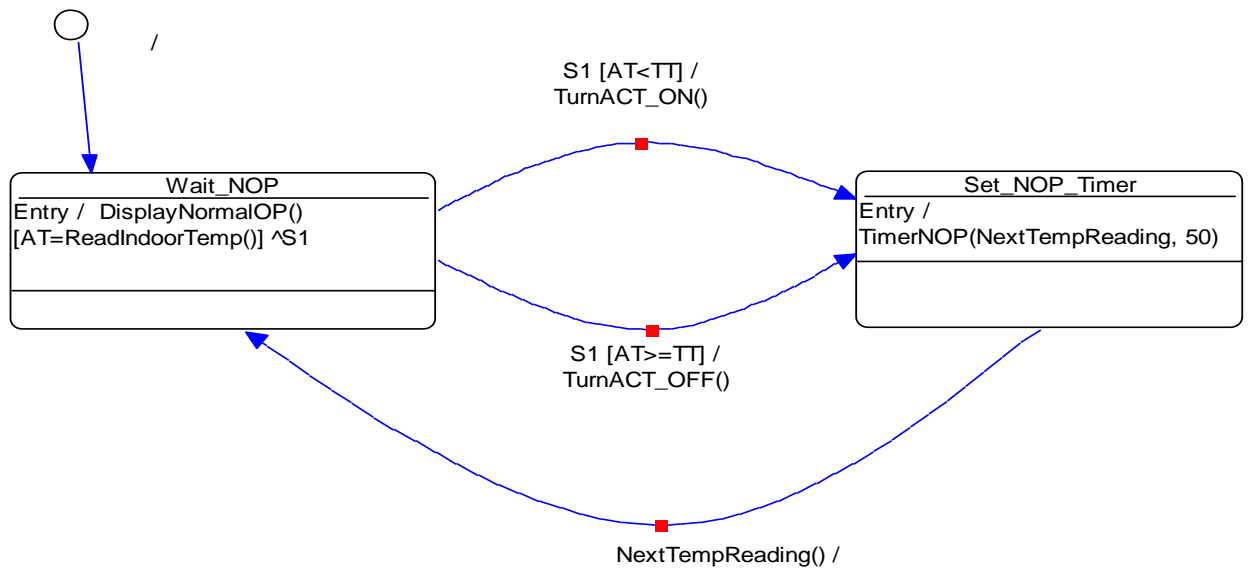 /
S1 [AT<TT] /
TurnACT_ON()
Wait_NOP
Entry /  DisplayNormalOP()
[AT=ReadIndoorTemp()] ^S1
Set_NOP_Timer
Entry /
TimerNOP(NextTempReading, 50)
S1 [AT>=TT] /
TurnACT_OFF()
NextTempReading() /